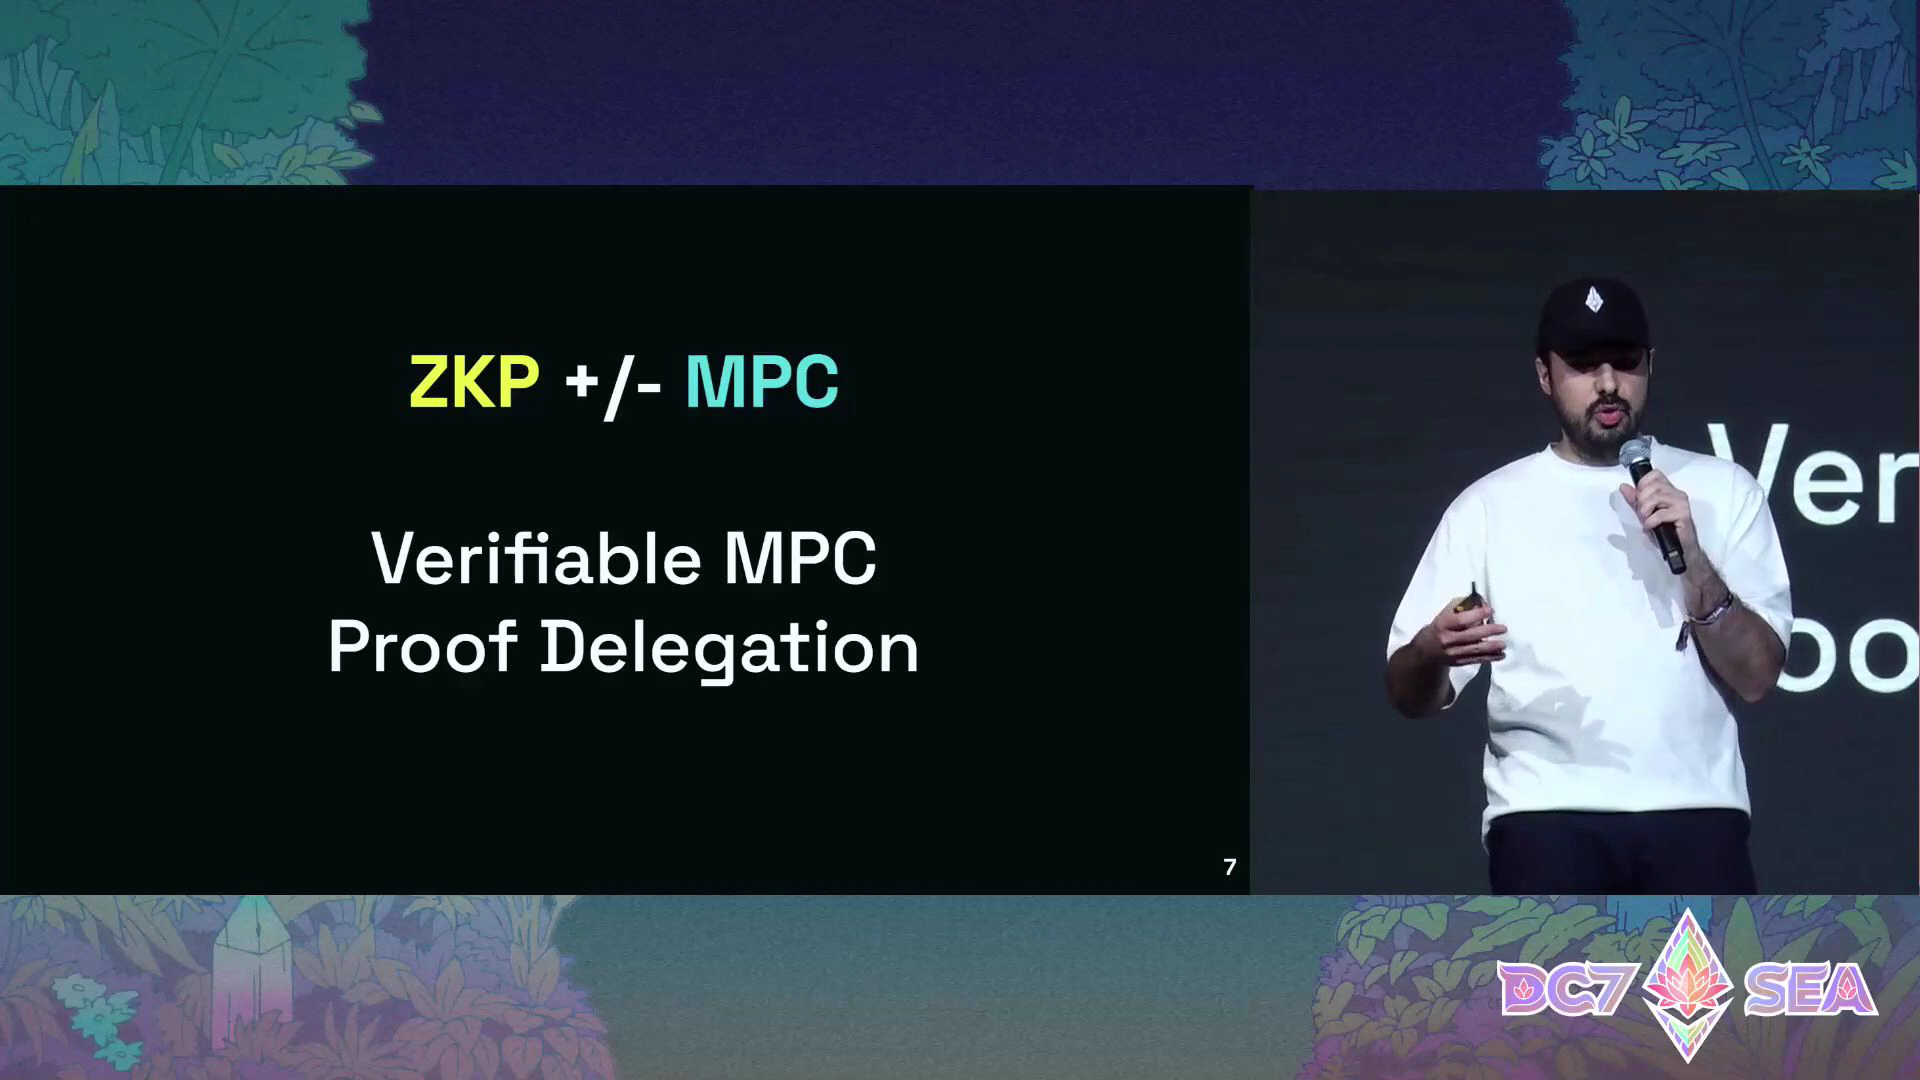 ZKP +/- MPC
Verifiable MPC
Proof Delegation
7
Ver
oo
DC7 SEA